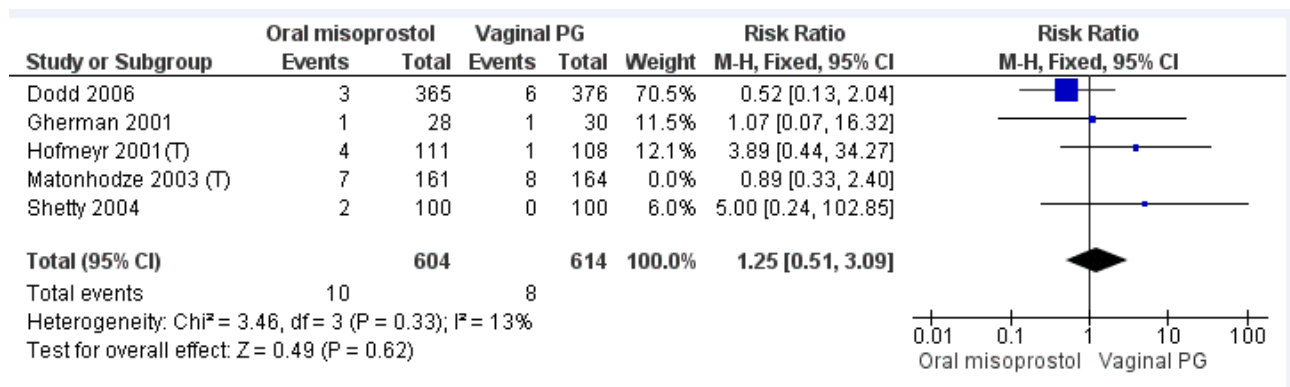 Oral misoprostol Vaginal PG Risk Ratio Risk Ratio
Study or Subgroup Events Total Events Total Weight M-H, Fixed, 95% CI M-H, Fixed, 95% CI
Dodd 2006 3 365 6 376 70.5% 0.52 [0.13, 2.04]
Gherman 2001 1 28 1 30 11.5% 1.07 [0.07, 16.32]
Hofmeyr 2001(T) 4 111 1 108 12.1% 3.89 [0.44, 34.27]
Matonhodze 2003 (T) 7 161 8 164 0.0% 0.89 [0.33, 2.40]
Shetty 2004 2 100 0 100 6.0% 5.00 [0.24, 102.85]
Total (95% CI) 604 614 100.0% 1.25 [0.51, 3.09]
Total events 10 8
Heterogeneity: Chi² = 3.46, df = 3 (P = 0.33); I² = 13%
Test for overall effect: Z = 0.49 (P = 0.62)
0.01 0.1 1 10 100
Oral misoprostol Vaginal PG